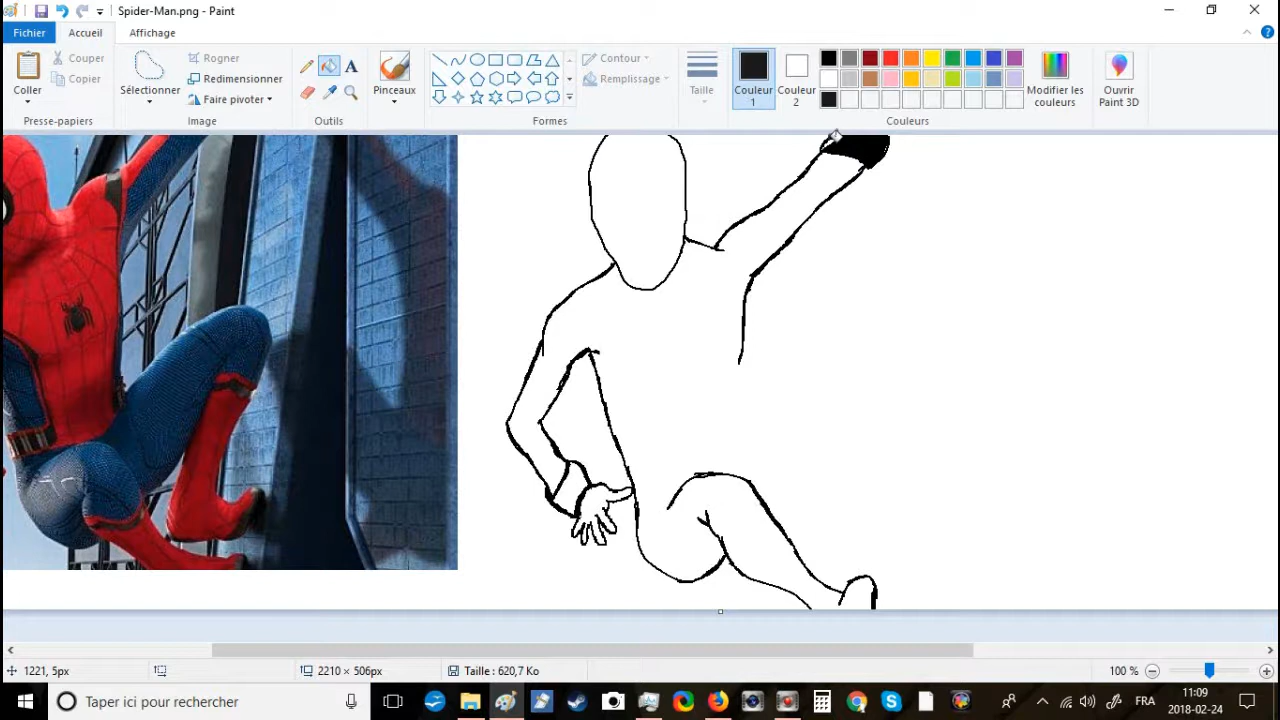 Spider-Man.png - Paint
Fichier Accueil Affichage
Coller
Couper
Copier
Presse-papiers
Sélectionner
Rogner
Redimensionner
Faire pivoter
Image
A
Outils
Pinceaux
Contour
Remplissage
Formes
Taille
Couleur 1
Couleur 2
Couleurs
Modifier les couleurs
Ouvrir Paint 3D
1221, 5px
2210 × 506px
Taille : 620,7 Ko
100 %
Taper ici pour rechercher
FRA
11:09
2018-02-24